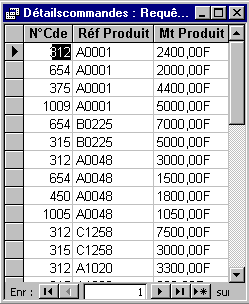 Détailscommandes : Requê...
N°Cde Réf Produit Mt Produit
312 A0001 2400,00F
654 A0001 2000,00F
375 A0001 4400,00F
1009 A0001 5000,00F
654 B0225 7000,00F
315 B0225 5000,00F
312 A0048 3000,00F
654 A0048 1500,00F
450 A0048 1800,00F
1005 A0048 1050,00F
312 C1258 7500,00F
315 C1258 3000,00F
312 A1020 3300,00F
Enr : 1 sur